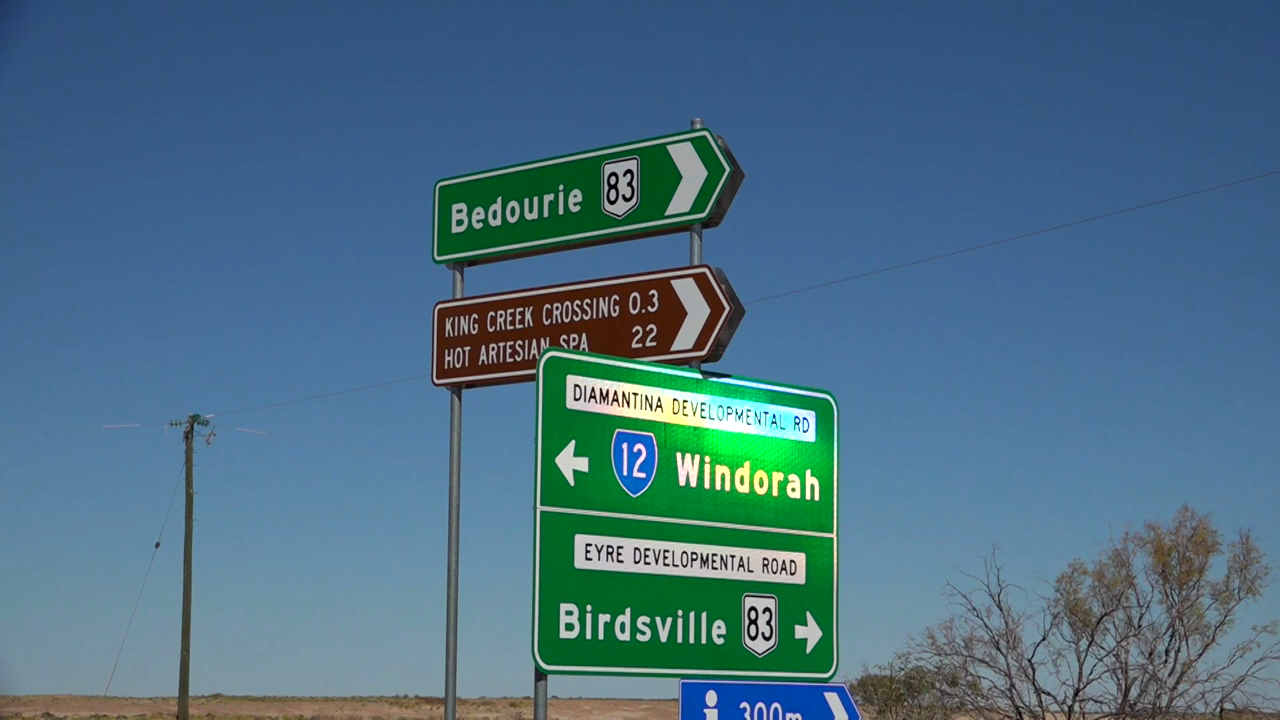 Bedourie 83
KING CREEK CROSSING 0.3
HOT ARTESIAN SPA 22
DIAMANTINA DEVELOPMENTAL RD
12 Windorah
EYRE DEVELOPMENTAL ROAD
Birdsville 83
i 300m